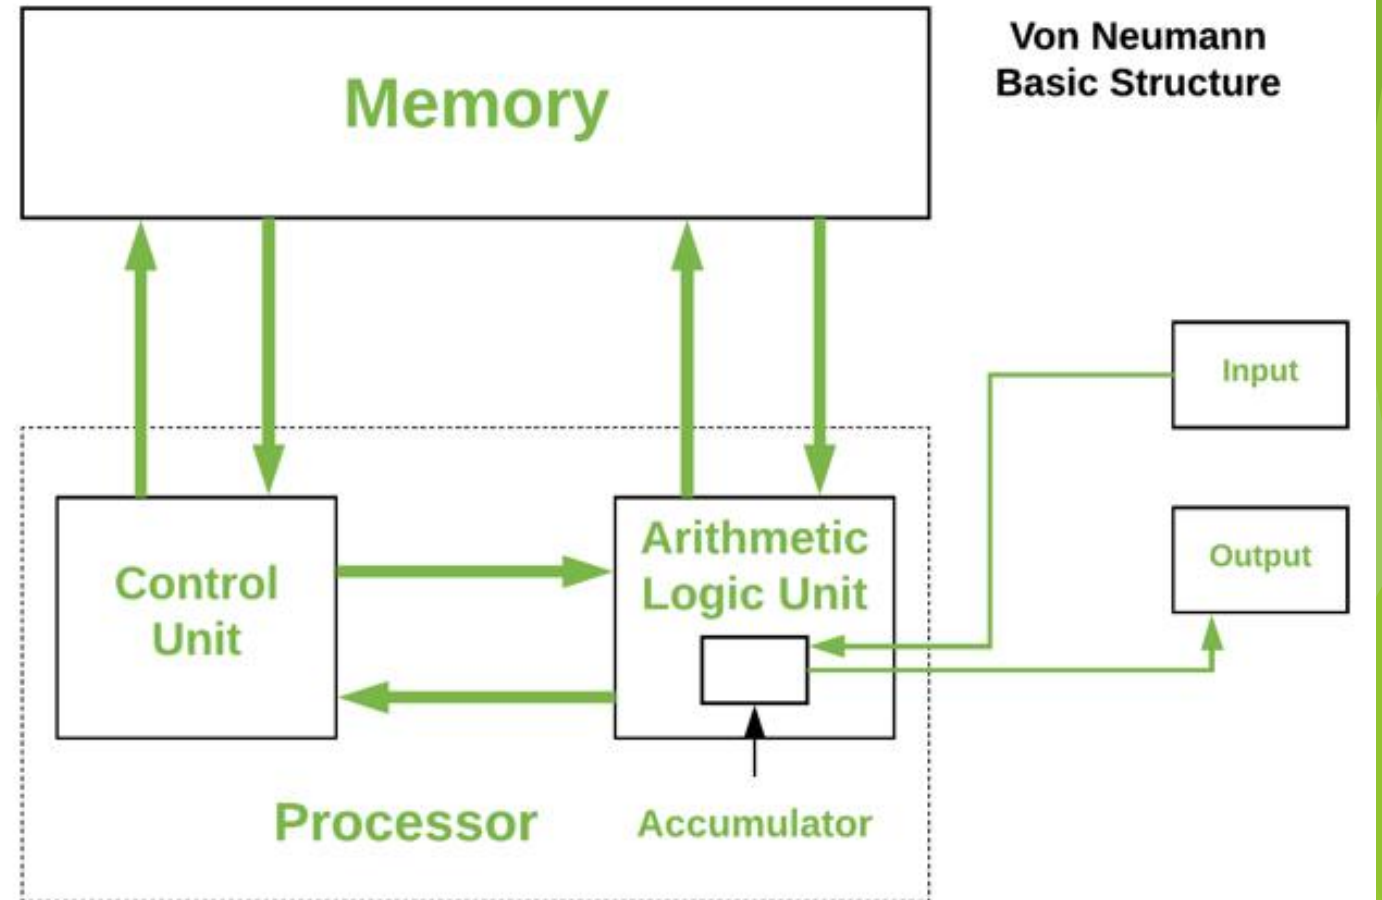 Von Neumann
Basic Structure
Memory
Input
Output
Control
Unit
Arithmetic
Logic Unit
Processor
Accumulator